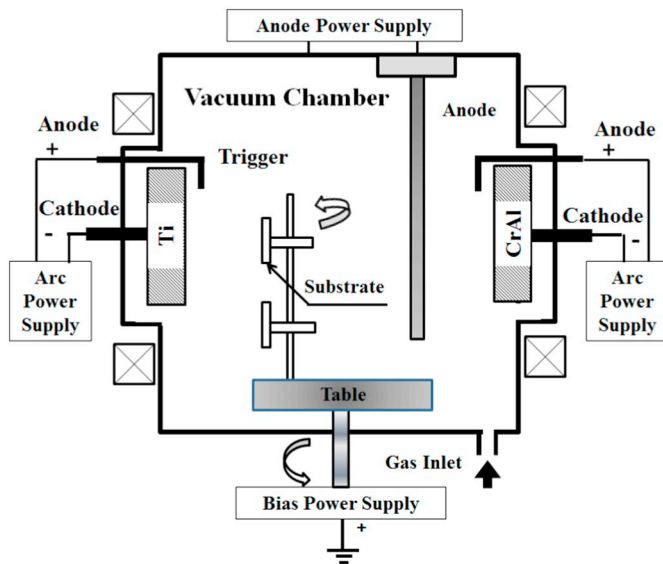 Anode Power Supply
Vacuum Chamber
Anode
Anode
+
Trigger
Cathode
-
Ti
Arc
Power
Supply
Substrate
Anode
+
CrAl
Cathode
-
Arc
Power
Supply
Table
Gas Inlet
Bias Power Supply
+